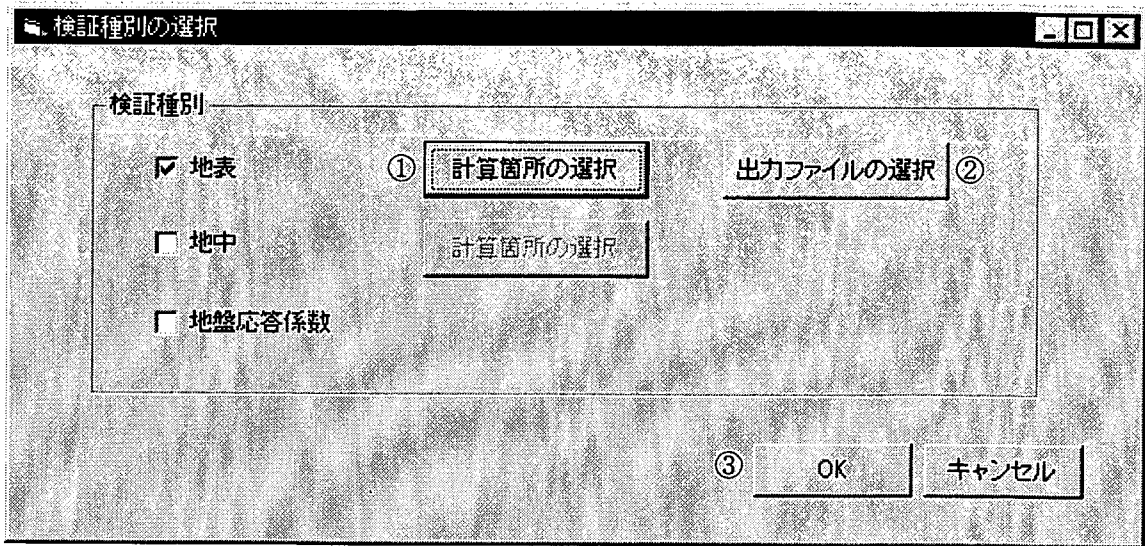 検証種別の選択
検証種別
地表 ① 計算箇所の選択 出力ファイルの選択 ②
地中 計算箇所の選択
地盤応答係数
③ OK キャンセル